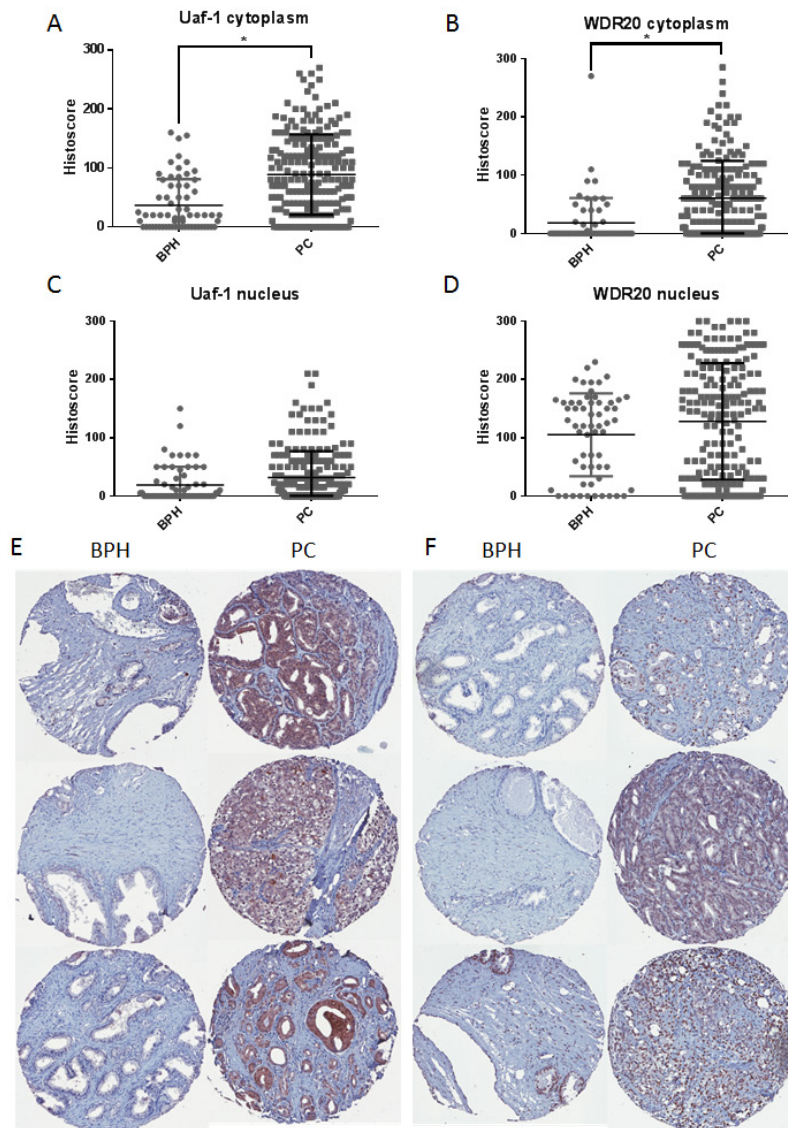 A
Uaf-1 cytoplasm
*
Histoscore
300
200
100
0
BPH
PC
B
WDR20 cytoplasm
*
Histoscore
300
200
100
0
BPH
PC
C
Uaf-1 nucleus
Histoscore
300
200
100
0
BPH
PC
D
WDR20 nucleus
Histoscore
300
200
100
0
BPH
PC
E
BPH
PC
F
BPH
PC